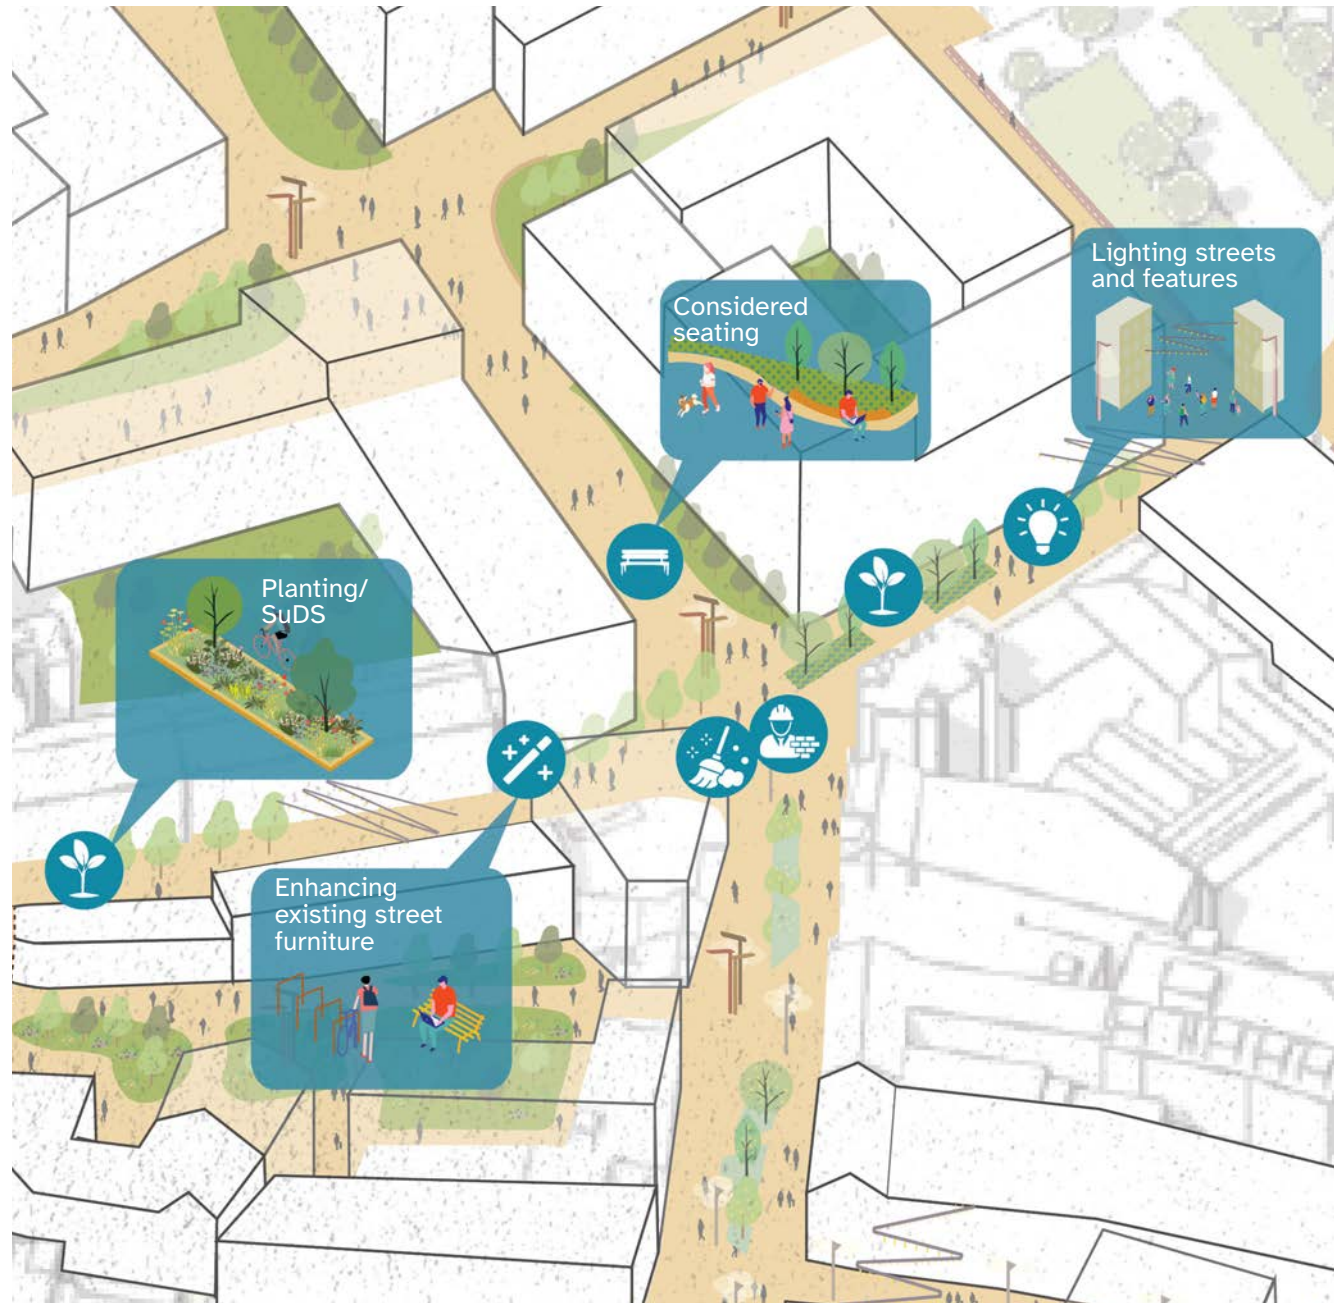 Lighting streets
and features
Considered
seating
Planting/
SuDS
Enhancing
existing street
furniture